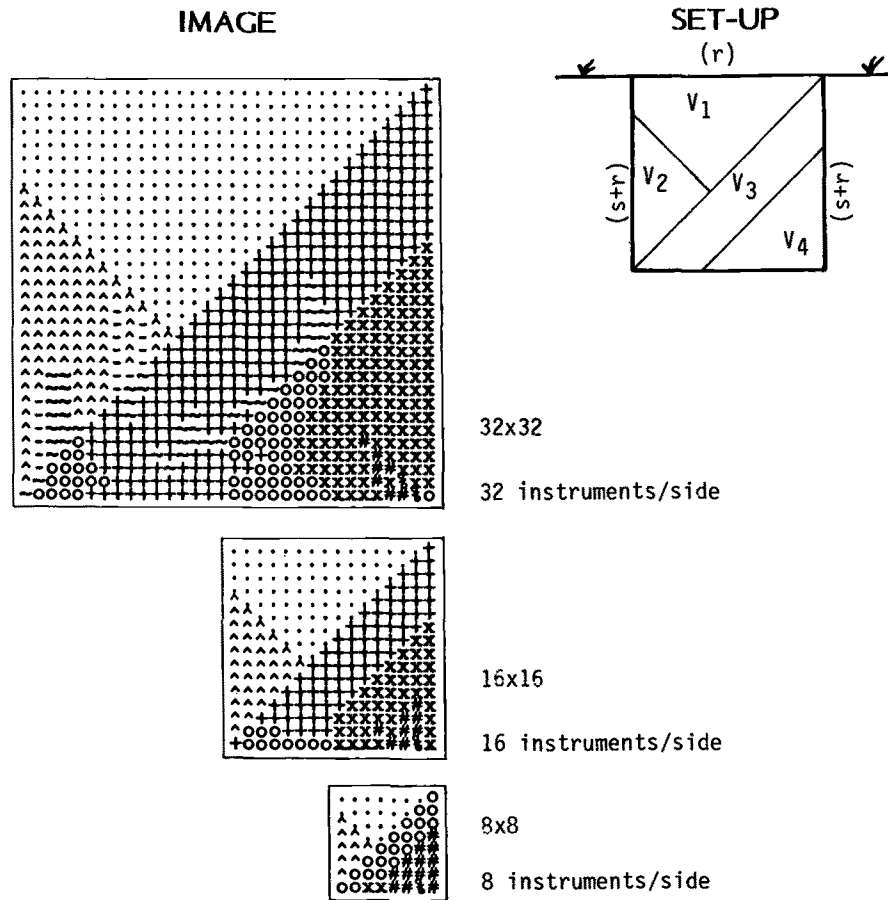 IMAGE
SET-UP
(r)
V1
V2
V3
V4
(s+r)
(s+r)
32x32
32 instruments/side
16x16
16 instruments/side
8x8
8 instruments/side